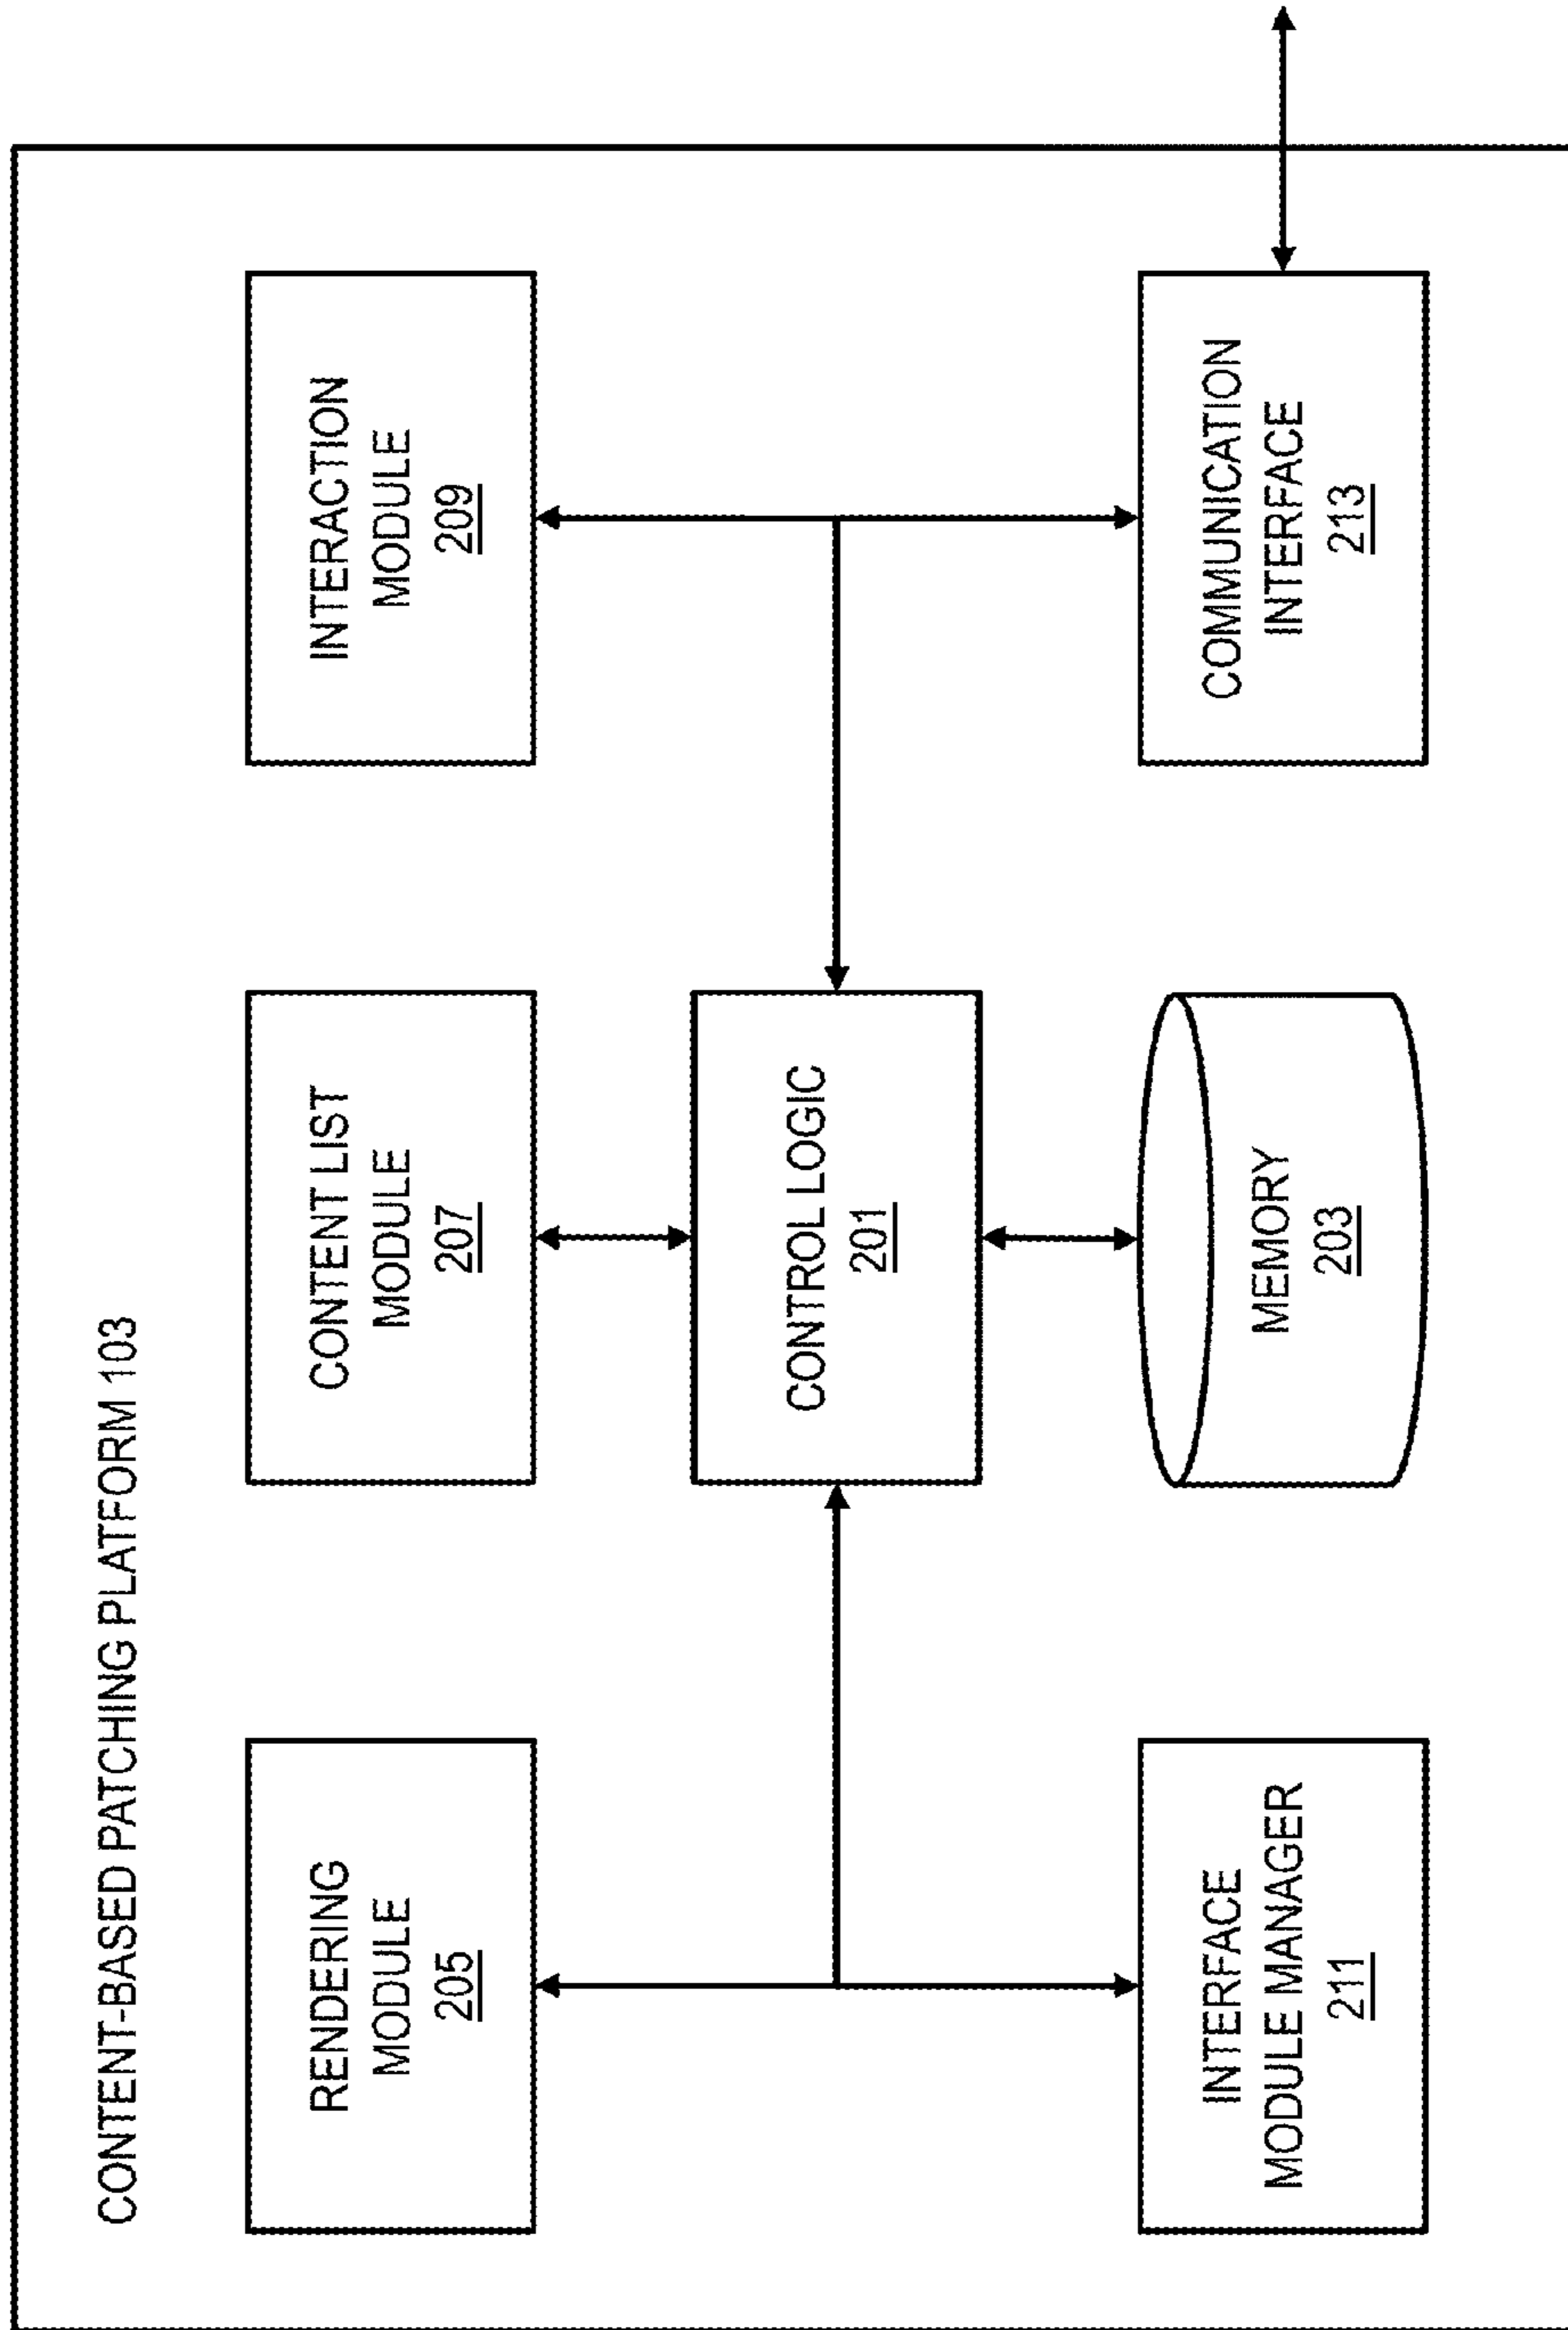 CONTENT-BASED PATCHING PLATFORM 103
RENDERING
MODULE
205
CONTENT LIST
MODULE
207
INTERACTION
MODULE
209
CONTROL LOGIC
201
INTERFACE
MODULE MANAGER
211
MEMORY
203
COMMUNICATION
INTERFACE
213